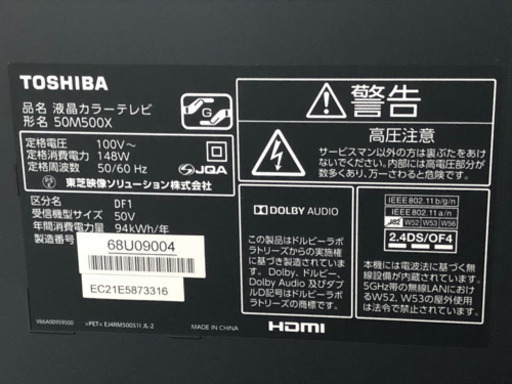 TOSHIBA
品名 液晶カラーテレビ
形名 50M500X
G
定格電圧 100V～
定格消費電力 148W
定格周波数 50/60 Hz
JQA
東芝映像ソリューション株式会社
区分名 DF1
受信機型サイズ 50V
年間消費電力量 94kWh/年
製造番号
68U09004
EC21E5873316
V66A00959S00 >PET< EJ4RM500S1I JL-2 MADE IN CHINA
警告
高圧注意
サービスマン以外の方は裏ぶたをあけ
ないでください。内部には高電圧部分が
数多くあり、万一さわると危険です。
DOLBY AUDIO
この製品はドルビーラボ
ラトリーズからの実施権
に基づき製造されていま
す。Dolby、ドルビー、
Dolby Audio及びダブ
ルD記号はドルビーラボ
ラトリーズの商標です。
HDMI
IEEE802.11b/g/n
IEEE802.11a/n
J52 W52 W53 W56
2.4DS/OF4
本機には電波法に基づく無
線設備が内蔵されています。
5GHz帯の無線LANにおけ
るW52、W53の屋外使用
は法令で禁止されています。